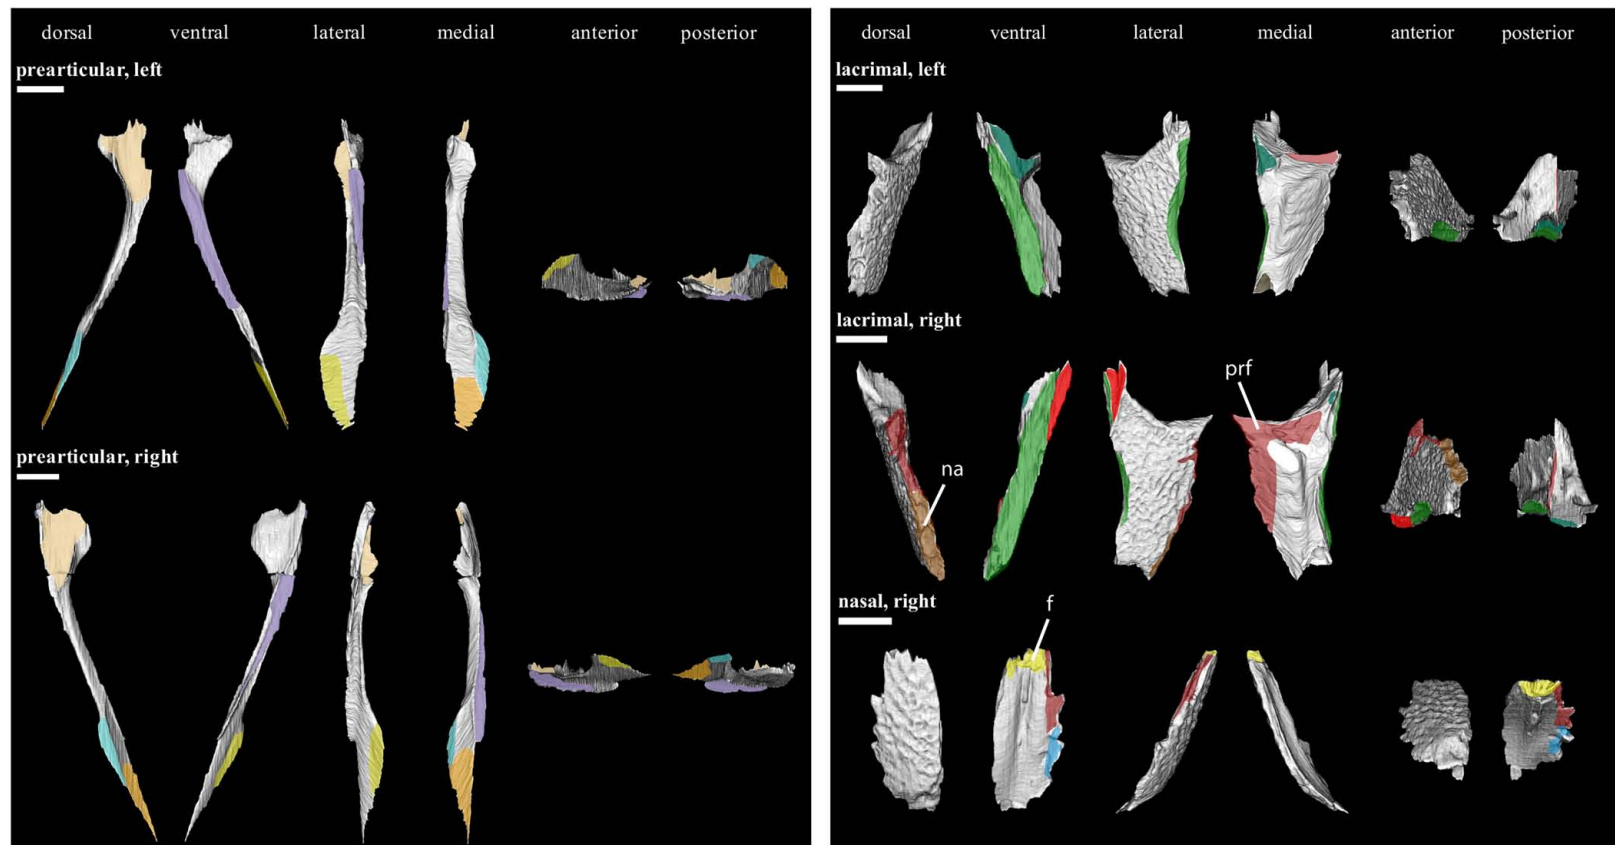 dorsal ventral lateral medial anterior posterior
prearticular, left
prearticular, right
dorsal ventral lateral medial anterior posterior
lacrimal, left
lacrimal, right
prf
na
nasal, right
f